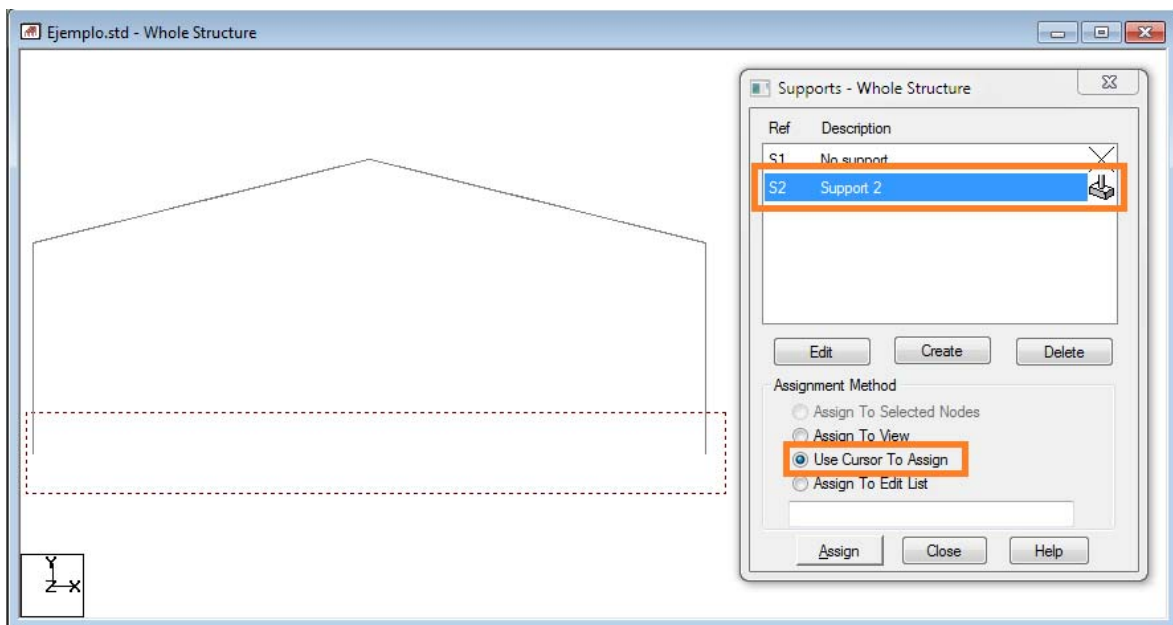 Ejemplo.std - Whole Structure
Supports - Whole Structure
Ref Description
S1 No support
S2 Support 2
Edit Create Delete
Assignment Method
Assign To Selected Nodes
Assign To View
Use Cursor To Assign
Assign To Edit List
Assign Close Help
Y
Z X